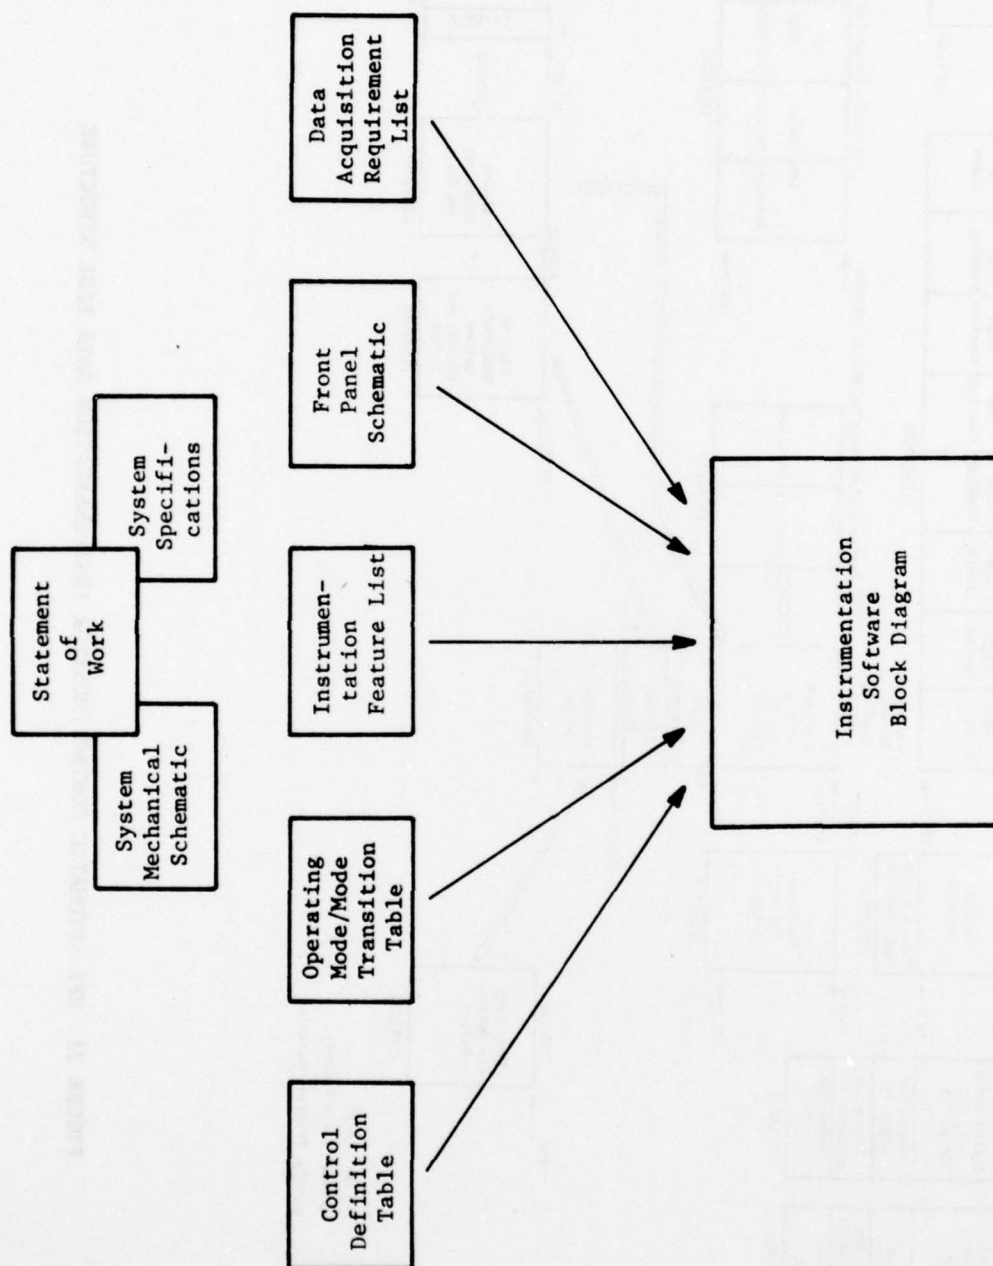 Statement
of
Work
System
Mechanical
Schematic
System
Specifi-
cations
Control
Definition
Table
Operating
Mode/Mode
Transition
Table
Instrumen-
tation
Feature List
Front
Panel
Schematic
Data
Acquisition
Requirement
List
Instrumentation
Software
Block Diagram